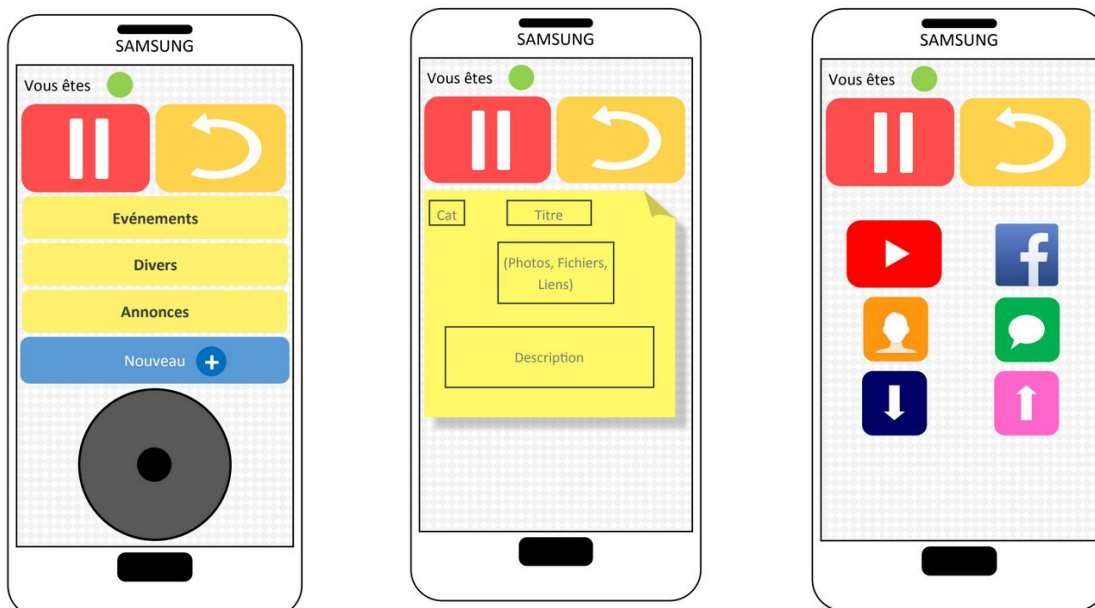 SAMSUNG
Vous êtes
Evénements
Divers
Annonces
Nouveau
SAMSUNG
Vous êtes
Cat
Titre
(Photos, Fichiers,
Liens)
Description
SAMSUNG
Vous êtes